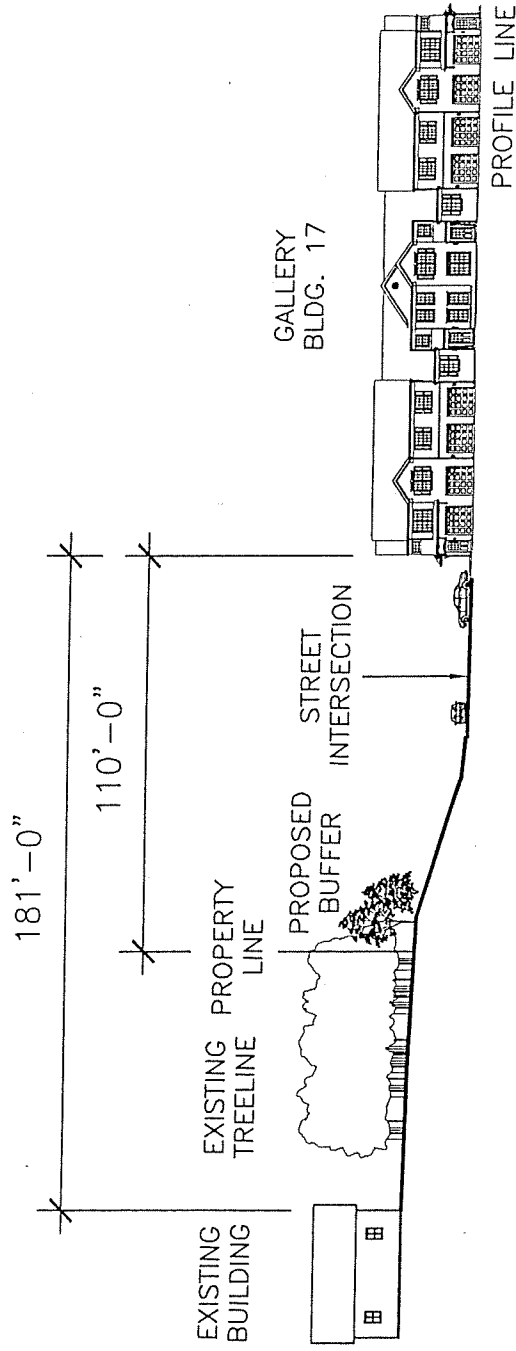 181'-0"
110'-0"
EXISTING
BUILDING
EXISTING
TREELINE
PROPERTY
LINE
PROPOSED
BUFFER
STREET
INTERSECTION
GALLERY
BLDG. 17
PROFILE LINE